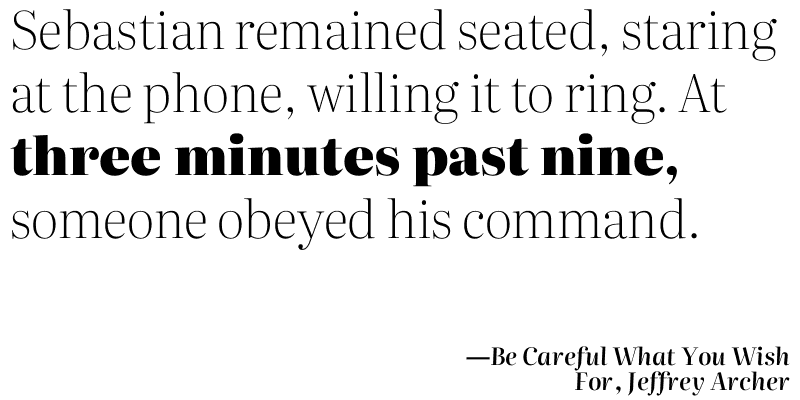 Sebastian remained seated, staring
at the phone, willing it to ring. At
three minutes past nine,
someone obeyed his command.
—Be Careful What You Wish
For, Jeffrey Archer